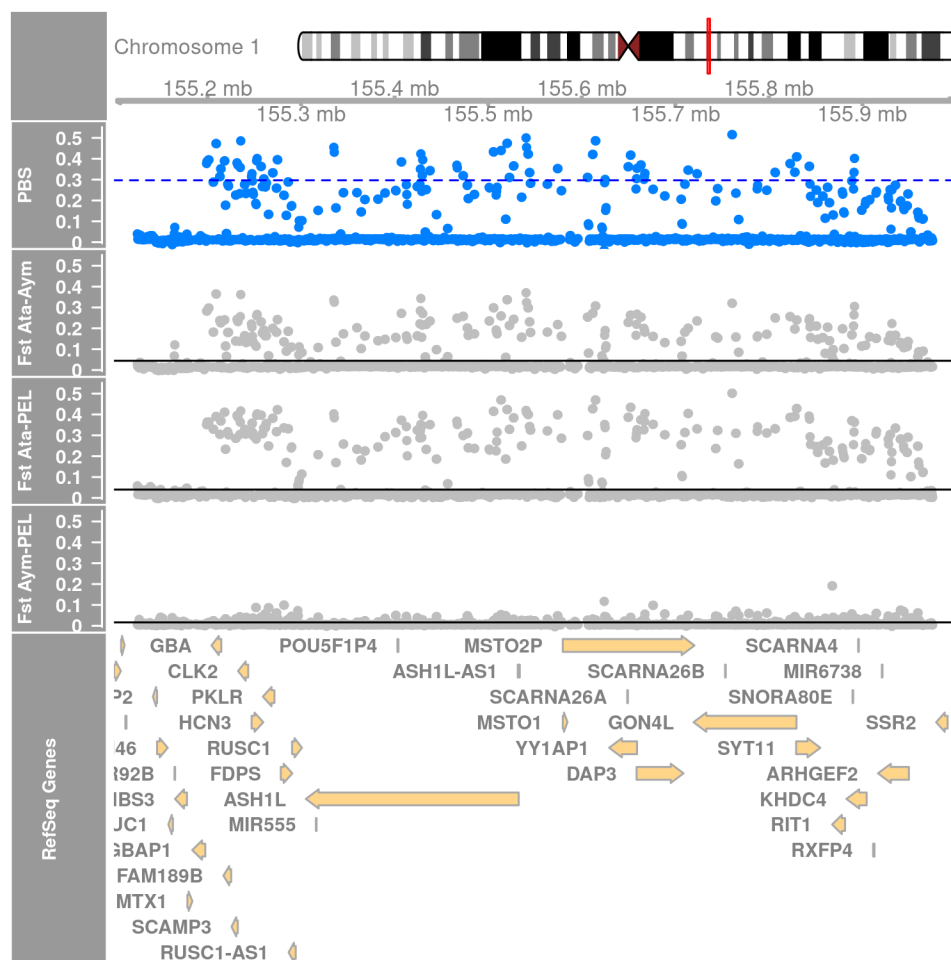 Chromosome 1
155.2 mb 155.4 mb 155.6 mb 155.8 mb
155.3 mb 155.5 mb 155.7 mb 155.9 mb
PBS
0.5
0.4
0.3
0.2
0.1
0
Fst Ata-Aym
0.5
0.4
0.3
0.2
0.1
0
Fst Ata-PEL
0.5
0.4
0.3
0.2
0.1
0
Fst Aym-PEL
0.5
0.4
0.3
0.2
0.1
0
RefSeq Genes
GBA POU5F1P4 MSTO2P SCARNA4
CLK2 ASH1L-AS1 SCARNA26B MIR6738
P2 PKLR SCARNA26A SNORA80E
HCN3 MSTO1 GON4L SSR2
46 RUSC1 YY1AP1 SYT11
R92B FDPS DAP3 ARHGEF2
HBS3 ASH1L KHDC4
UC1 MIR555 RIT1
GBAP1 RXFP4
FAM189B
MTX1
SCAMP3
RUSC1-AS1